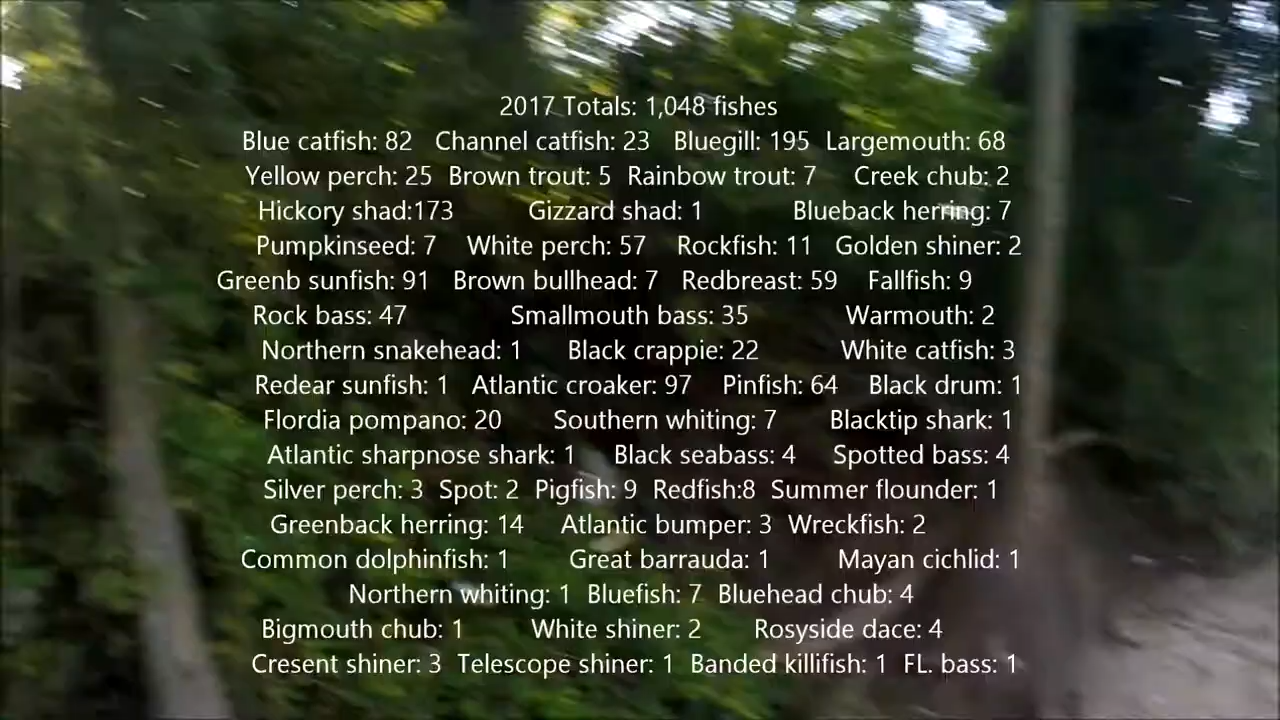 2017 Totals: 1,048 fishes
Blue catfish: 82 Channel catfish: 23 Bluegill: 195 Largemouth: 68
Yellow perch: 25 Brown trout: 5 Rainbow trout: 7 Creek chub: 2
Hickory shad:173 Gizzard shad: 1 Blueback herring: 7
Pumpkinseed: 7 White perch: 57 Rockfish: 11 Golden shiner: 2
Greenb sunfish: 91 Brown bullhead: 7 Redbreast: 59 Fallfish: 9
Rock bass: 47 Smallmouth bass: 35 Warmouth: 2
Northern snakehead: 1 Black crappie: 22 White catfish: 3
Redear sunfish: 1 Atlantic croaker: 97 Pinfish: 64 Black drum: 1
Flordia pompano: 20 Southern whiting: 7 Blacktip shark: 1
Atlantic sharpnose shark: 1 Black seabass: 4 Spotted bass: 4
Silver perch: 3 Spot: 2 Pigfish: 9 Redfish:8 Summer flounder: 1
Greenback herring: 14 Atlantic bumper: 3 Wreckfish: 2
Common dolphinfish: 1 Great barrauda: 1 Mayan cichlid: 1
Northern whiting: 1 Bluefish: 7 Bluehead chub: 4
Bigmouth chub: 1 White shiner: 2 Rosyside dace: 4
Cresent shiner: 3 Telescope shiner: 1 Banded killifish: 1 FL. bass: 1